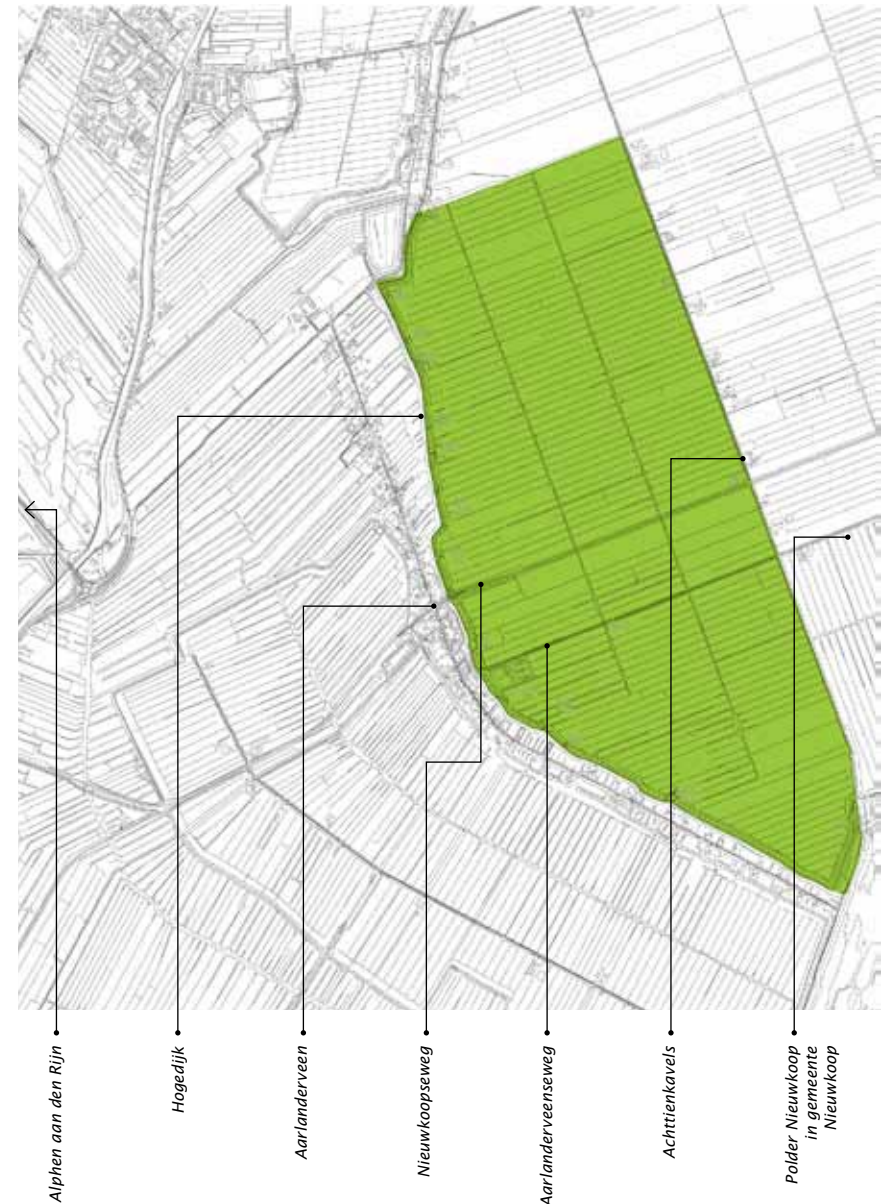 Alphen aan den Rijn
Hogedijk
Aarlanderveen
Nieuwkoopseweg
Aarlanderveenseweg
Achttienkavels
Polder Nieuwkoop
in gemeente
Nieuwkoop